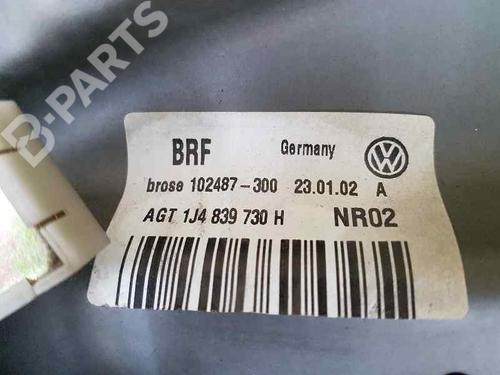 B-PARTS
BRF Germany
brose 102487-300 23.01.02 A
AGT 1J4 839 730 H NR02